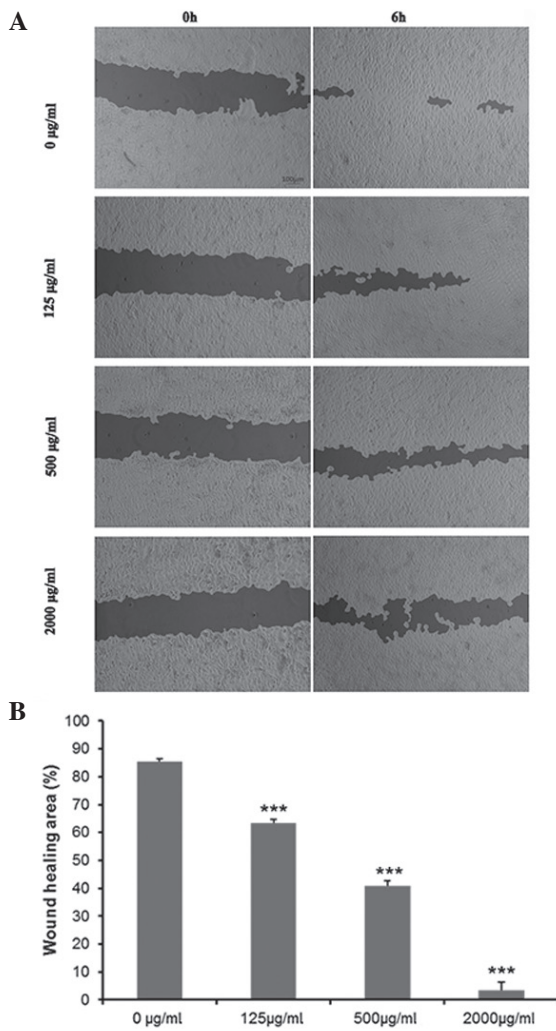 A
0h
6h
0 µg/ml
100µm
125 µg/ml
500 µg/ml
2000 µg/ml
B
Wound healing area (%)
100
90
80
70
60
50
40
30
20
10
0
***
***
***
0 µg/ml
125µg/ml
500µg/ml
2000µg/ml